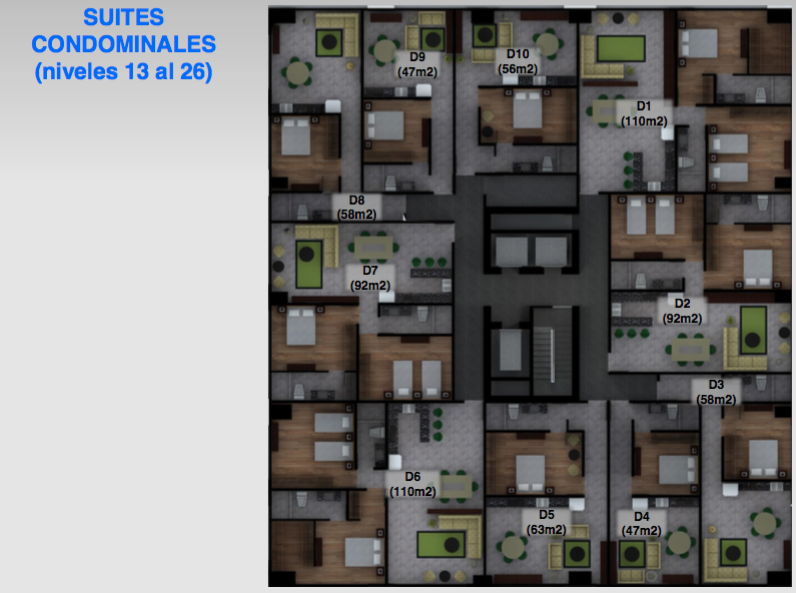 SUITES
CONDOMINALES
(niveles 13 al 26)
D9
(47m2)
D10
(56m2)
D1
(110m2)
D8
(58m2)
D7
(92m2)
D2
(92m2)
D3
(58m2)
D6
(110m2)
D5
(63m2)
D4
(47m2)